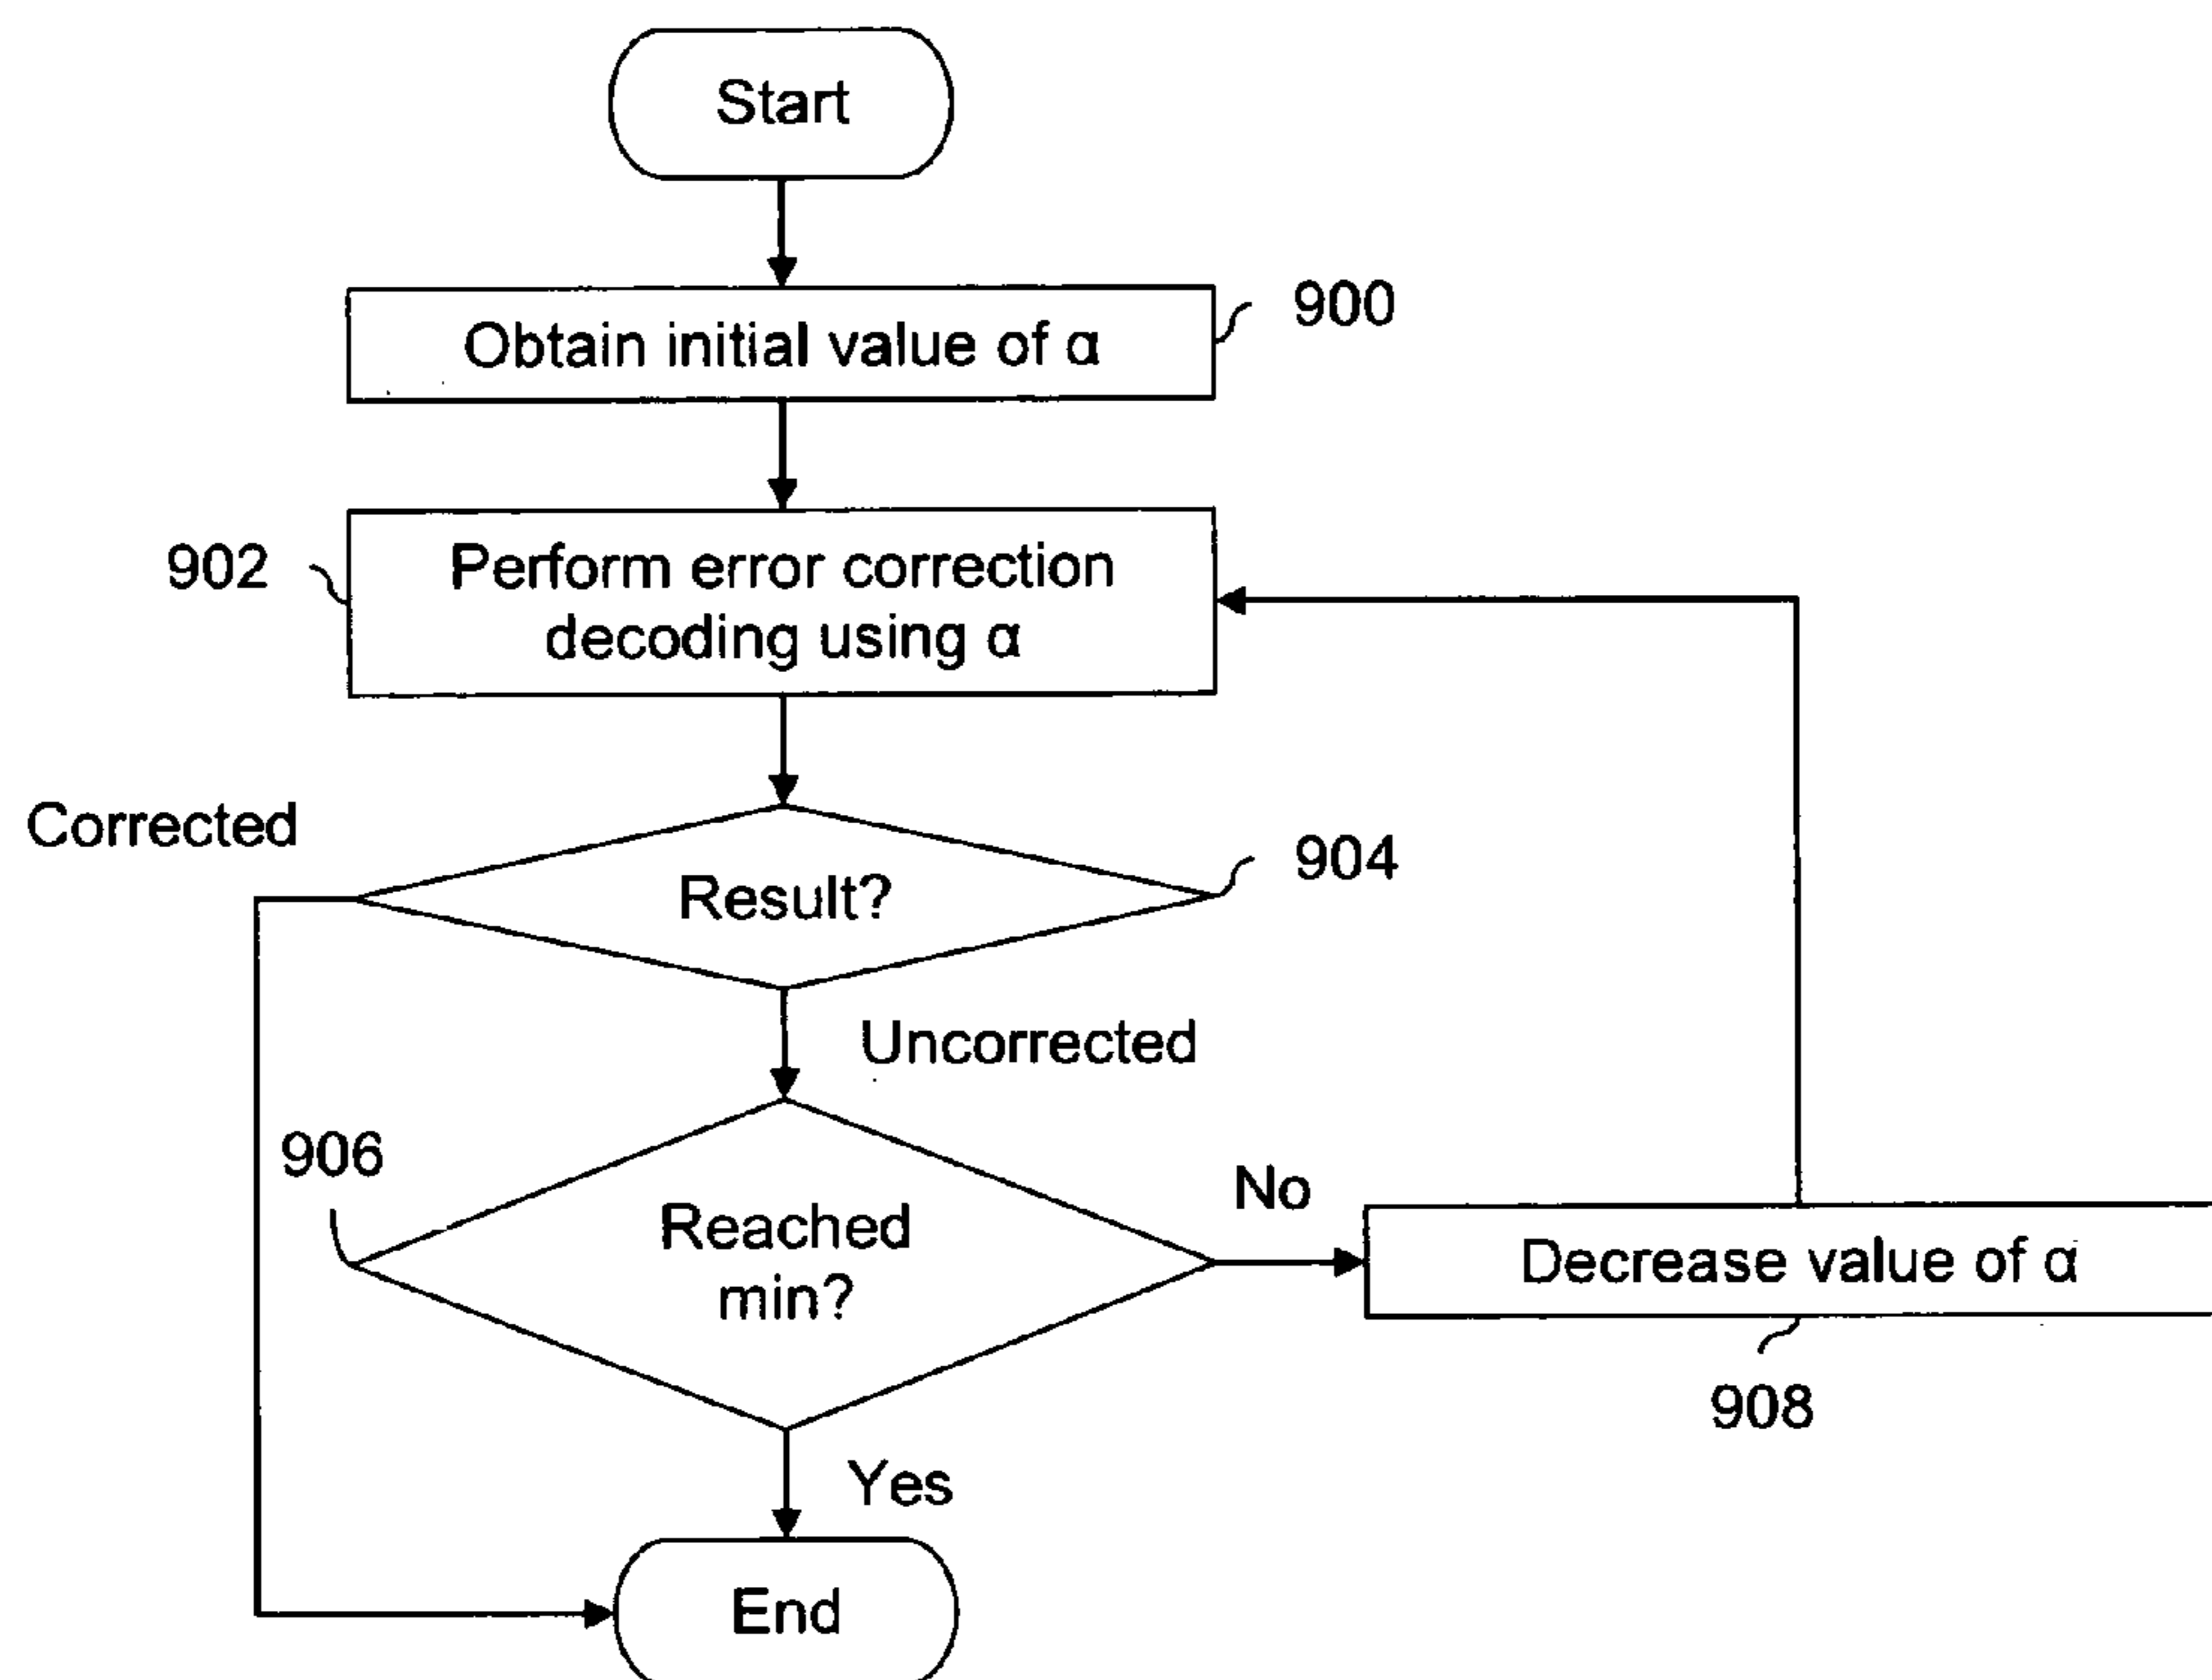 Start
Obtain initial value of α
900
902
Perform error correction
decoding using α
Corrected
Result?
904
Uncorrected
906
Reached
min?
No
Decrease value of α
908
Yes
End